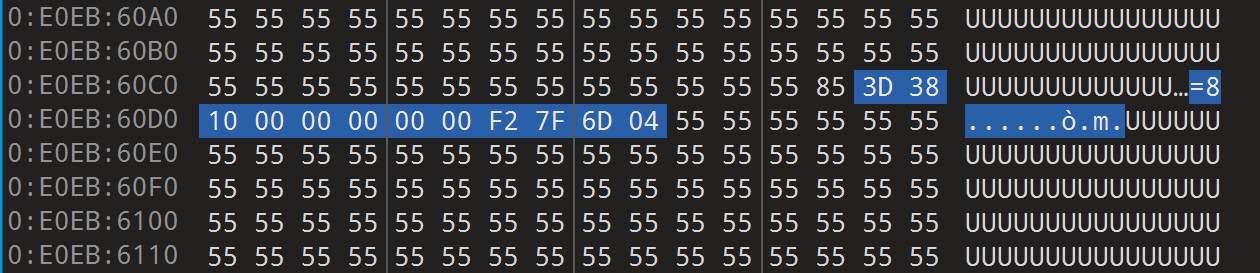 0:E0EB:60A0 55 55 55 55 55 55 55 55 55 55 55 55 55 55 55 55 UUUUUUUUUUUUUUUU
0:E0EB:60B0 55 55 55 55 55 55 55 55 55 55 55 55 55 55 55 55 UUUUUUUUUUUUUUUU
0:E0EB:60C0 55 55 55 55 55 55 55 55 55 55 55 55 55 85 3D 38 UUUUUUUUUUUUU…=8
0:E0EB:60D0 10 00 00 00 00 00 F2 7F 6D 04 55 55 55 55 55 55 ......ò.m.UUUUUU
0:E0EB:60E0 55 55 55 55 55 55 55 55 55 55 55 55 55 55 55 55 UUUUUUUUUUUUUUUU
0:E0EB:60F0 55 55 55 55 55 55 55 55 55 55 55 55 55 55 55 55 UUUUUUUUUUUUUUUU
0:E0EB:6100 55 55 55 55 55 55 55 55 55 55 55 55 55 55 55 55 UUUUUUUUUUUUUUUU
0:E0EB:6110 55 55 55 55 55 55 55 55 55 55 55 55 55 55 55 55 UUUUUUUUUUUUUUUU